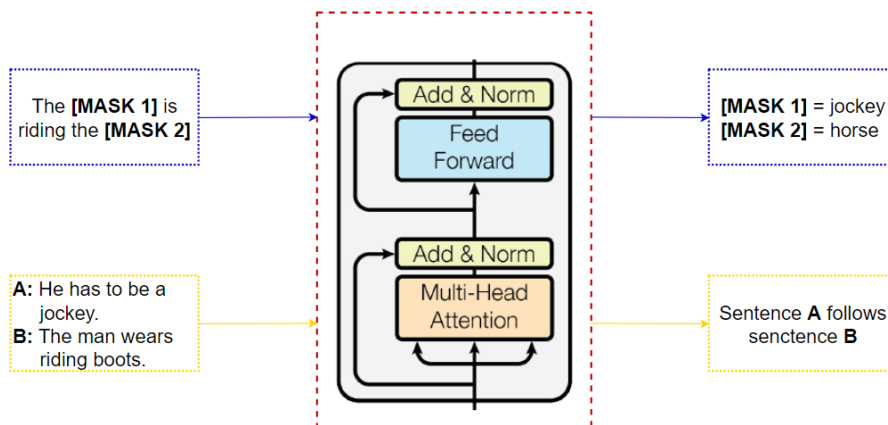 The [MASK 1] is
riding the [MASK 2]
Add & Norm
Feed
Forward
[MASK 1] = jockey
[MASK 2] = horse
A: He has to be a
jockey.
B: The man wears
riding boots.
Add & Norm
Multi-Head
Attention
Sentence A follows
senctence B